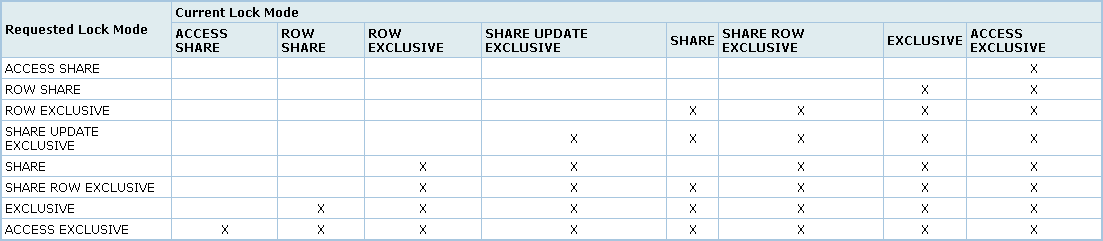 Requested Lock Mode
Current Lock Mode
ACCESS
SHARE
ROW
SHARE
ROW
EXCLUSIVE
SHARE UPDATE
EXCLUSIVE
SHARE
SHARE ROW
EXCLUSIVE
EXCLUSIVE
ACCESS
EXCLUSIVE
ACCESS SHARE X
ROW SHARE X X
ROW EXCLUSIVE X X X X
SHARE UPDATE
EXCLUSIVE
X X X X X
SHARE X X X X X
SHARE ROW EXCLUSIVE X X X X X X
EXCLUSIVE X X X X X X X
ACCESS EXCLUSIVE X X X X X X X X